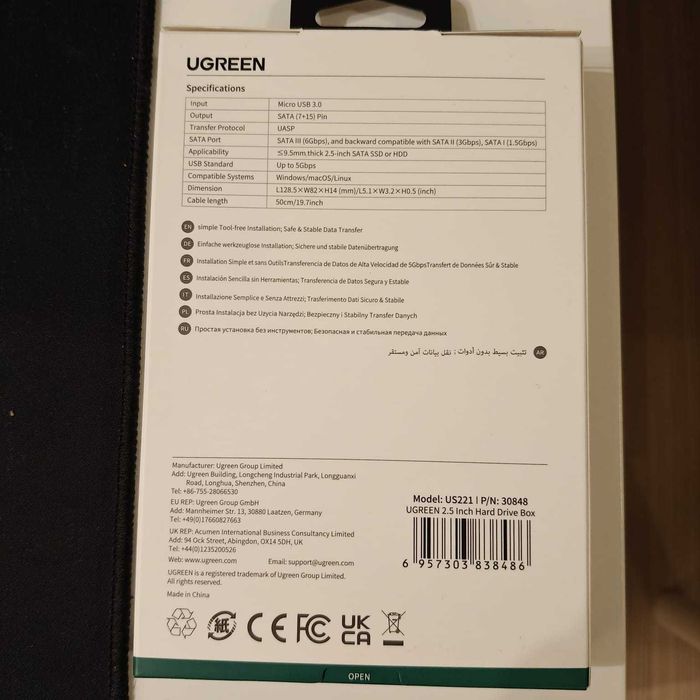 UGREEN
Specifications
Input Micro USB 3.0
Output SATA (7+15) Pin
Transfer Protocol UASP
SATA Port SATA III (6Gbps), and backward compatible with SATA II (3Gbps), SATA I (1.5Gbps)
Applicability ≤9.5mm thick 2.5-inch SATA SSD or HDD
USB Standard Up to 5Gbps
Compatible Systems Windows/macOS/Linux
Dimension L128.5×W82×H14 (mm)/L5.1×W3.2×H0.5 (inch)
Cable length 50cm/19.7inch
EN simple Tool-free Installation; Safe & Stable Data Transfer
DE Einfache werkzeuglose Installation; Sichere und stabile Datenübertragung
FR Installation Simple et sans OutilsTransferencia de Datos de Alta Velocidad de 5GbpsTransfert de Données Sûr & Stable
ES Instalación Sencilla sin Herramientas; Transferencia de Datos Segura y Estable
IT Installazione Semplice e Senza Attrezzi; Trasferimento Dati Sicuro & Stabile
PL Prosta Instalacja bez Użycia Narzędzi; Bezpieczny i Stabilny Transfer Danych
RU Простая установка без инструментов; Безопасная и стабильная передача данных
AR تثبيت بسيط بدون أدوات : نقل بيانات آمن ومستقر
Manufacturer: Ugreen Group Limited
Add: Ugreen Building, Longcheng Industrial Park, Longguanxi
Road, Longhua, Shenzhen, China
Tel: +86-755-28066530
EU REP: Ugreen Group GmbH
Add: Mannheimer Str. 13, 30880 Laatzen, Germany
Tel: +49(0)17660827663
UK REP: Acumen International Business Consultancy Limited
Add: 94 Ock Street, Abingdon, OX14 5DH, UK
Tel: +44(0)1235200526
Web: www.ugreen.com Email: support@ugreen.com
UGREEN is a registered trademark of Ugreen Group Limited.
All rights reserved.
Made in China
Model: US221 | P/N: 30848
UGREEN 2.5 Inch Hard Drive Box
6 957303 838486
紙
CE FC UK
CA
OPEN